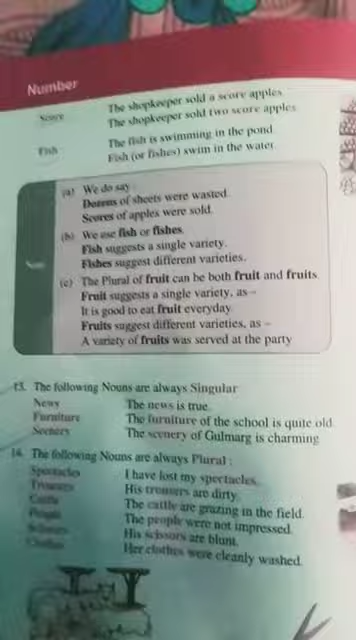 Number
Score The shopkeeper sold a score apples
The shopkeeper sold two score apples
Fish The fish is swimming in the pond
Fish (or fishes) swim in the water
(a) We do say
Dozens of sheets were wasted.
Scores of apples were sold.
(b) We use fish or fishes.
Fish suggests a single variety.
Fishes suggest different varieties.
(c) The Plural of fruit can be both fruit and fruits.
Fruit suggests a single variety, as –
It is good to eat fruit everyday.
Fruits suggest different varieties, as –
A variety of fruits was served at the party
15. The following Nouns are always Singular
News The news is true.
Furniture The furniture of the school is quite old.
Scenery The scenery of Gulmarg is charming
16. The following Nouns are always Plural :
Spectacles I have lost my spectacles.
Trousers His trousers are dirty.
Cattle The cattle are grazing in the field.
People The people were not impressed.
Scissors His scissors are blunt.
Clothes Her clothes were cleanly washed.